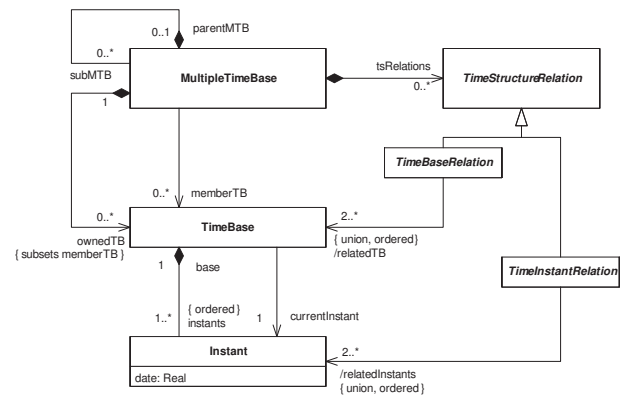 0..1
parentMTB
0..*
subMTB
1
MultipleTimeBase
tsRelations
0..*
TimeStructureRelation
TimeBaseRelation
0..*
memberTB
0..*
ownedTB
{ subsets memberTB }
TimeBase
2..*
{ union, ordered}
/relatedTB
1
base
TimeInstantRelation
{ ordered}
1..*
instants
1
currentInstant
Instant
date: Real
2..*
/relatedInstants
{ union, ordered }